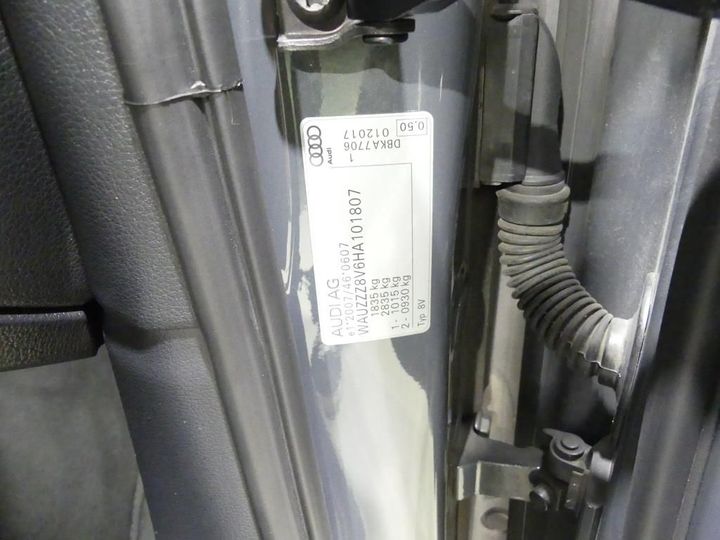 AUDI AG
e1*2007/46*0607
WAUZZZ8V6HA101807
1835 kg
2835 kg
1 - 1015 kg
2 - 0930 kg
Typ 8V
Audi
1
DBKA7706
012017
0.50